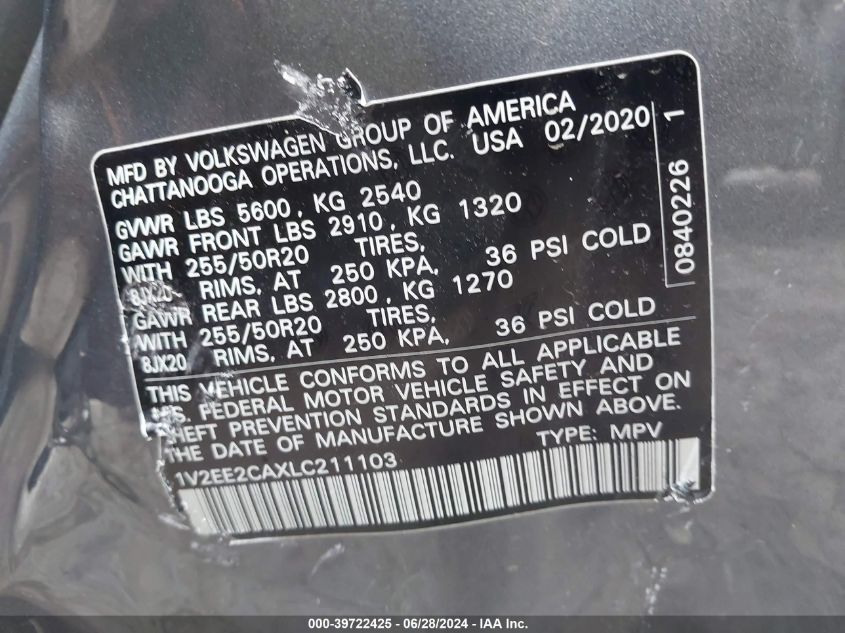 MFD BY VOLKSWAGEN GROUP OF AMERICA
CHATTANOOGA OPERATIONS, LLC. USA 02/2020
GVWR LBS 5600, KG 2540
GAWR FRONT LBS 2910, KG 1320
WITH 255/50R20 TIRES,
8JX20 RIMS, AT 250 KPA, 36 PSI COLD
GAWR REAR LBS 2800, KG 1270
WITH 255/50R20 TIRES,
8JX20 RIMS, AT 250 KPA, 36 PSI COLD
THIS VEHICLE CONFORMS TO ALL APPLICABLE
U.S FEDERAL MOTOR VEHICLE SAFETY AND
THEFT PREVENTION STANDARDS IN EFFECT ON
THE DATE OF MANUFACTURE SHOWN ABOVE.
TYPE: MPV
1V2EE2CAXLC211103
0840226 1
000-39722425 - 06/28/2024 - IAA Inc.